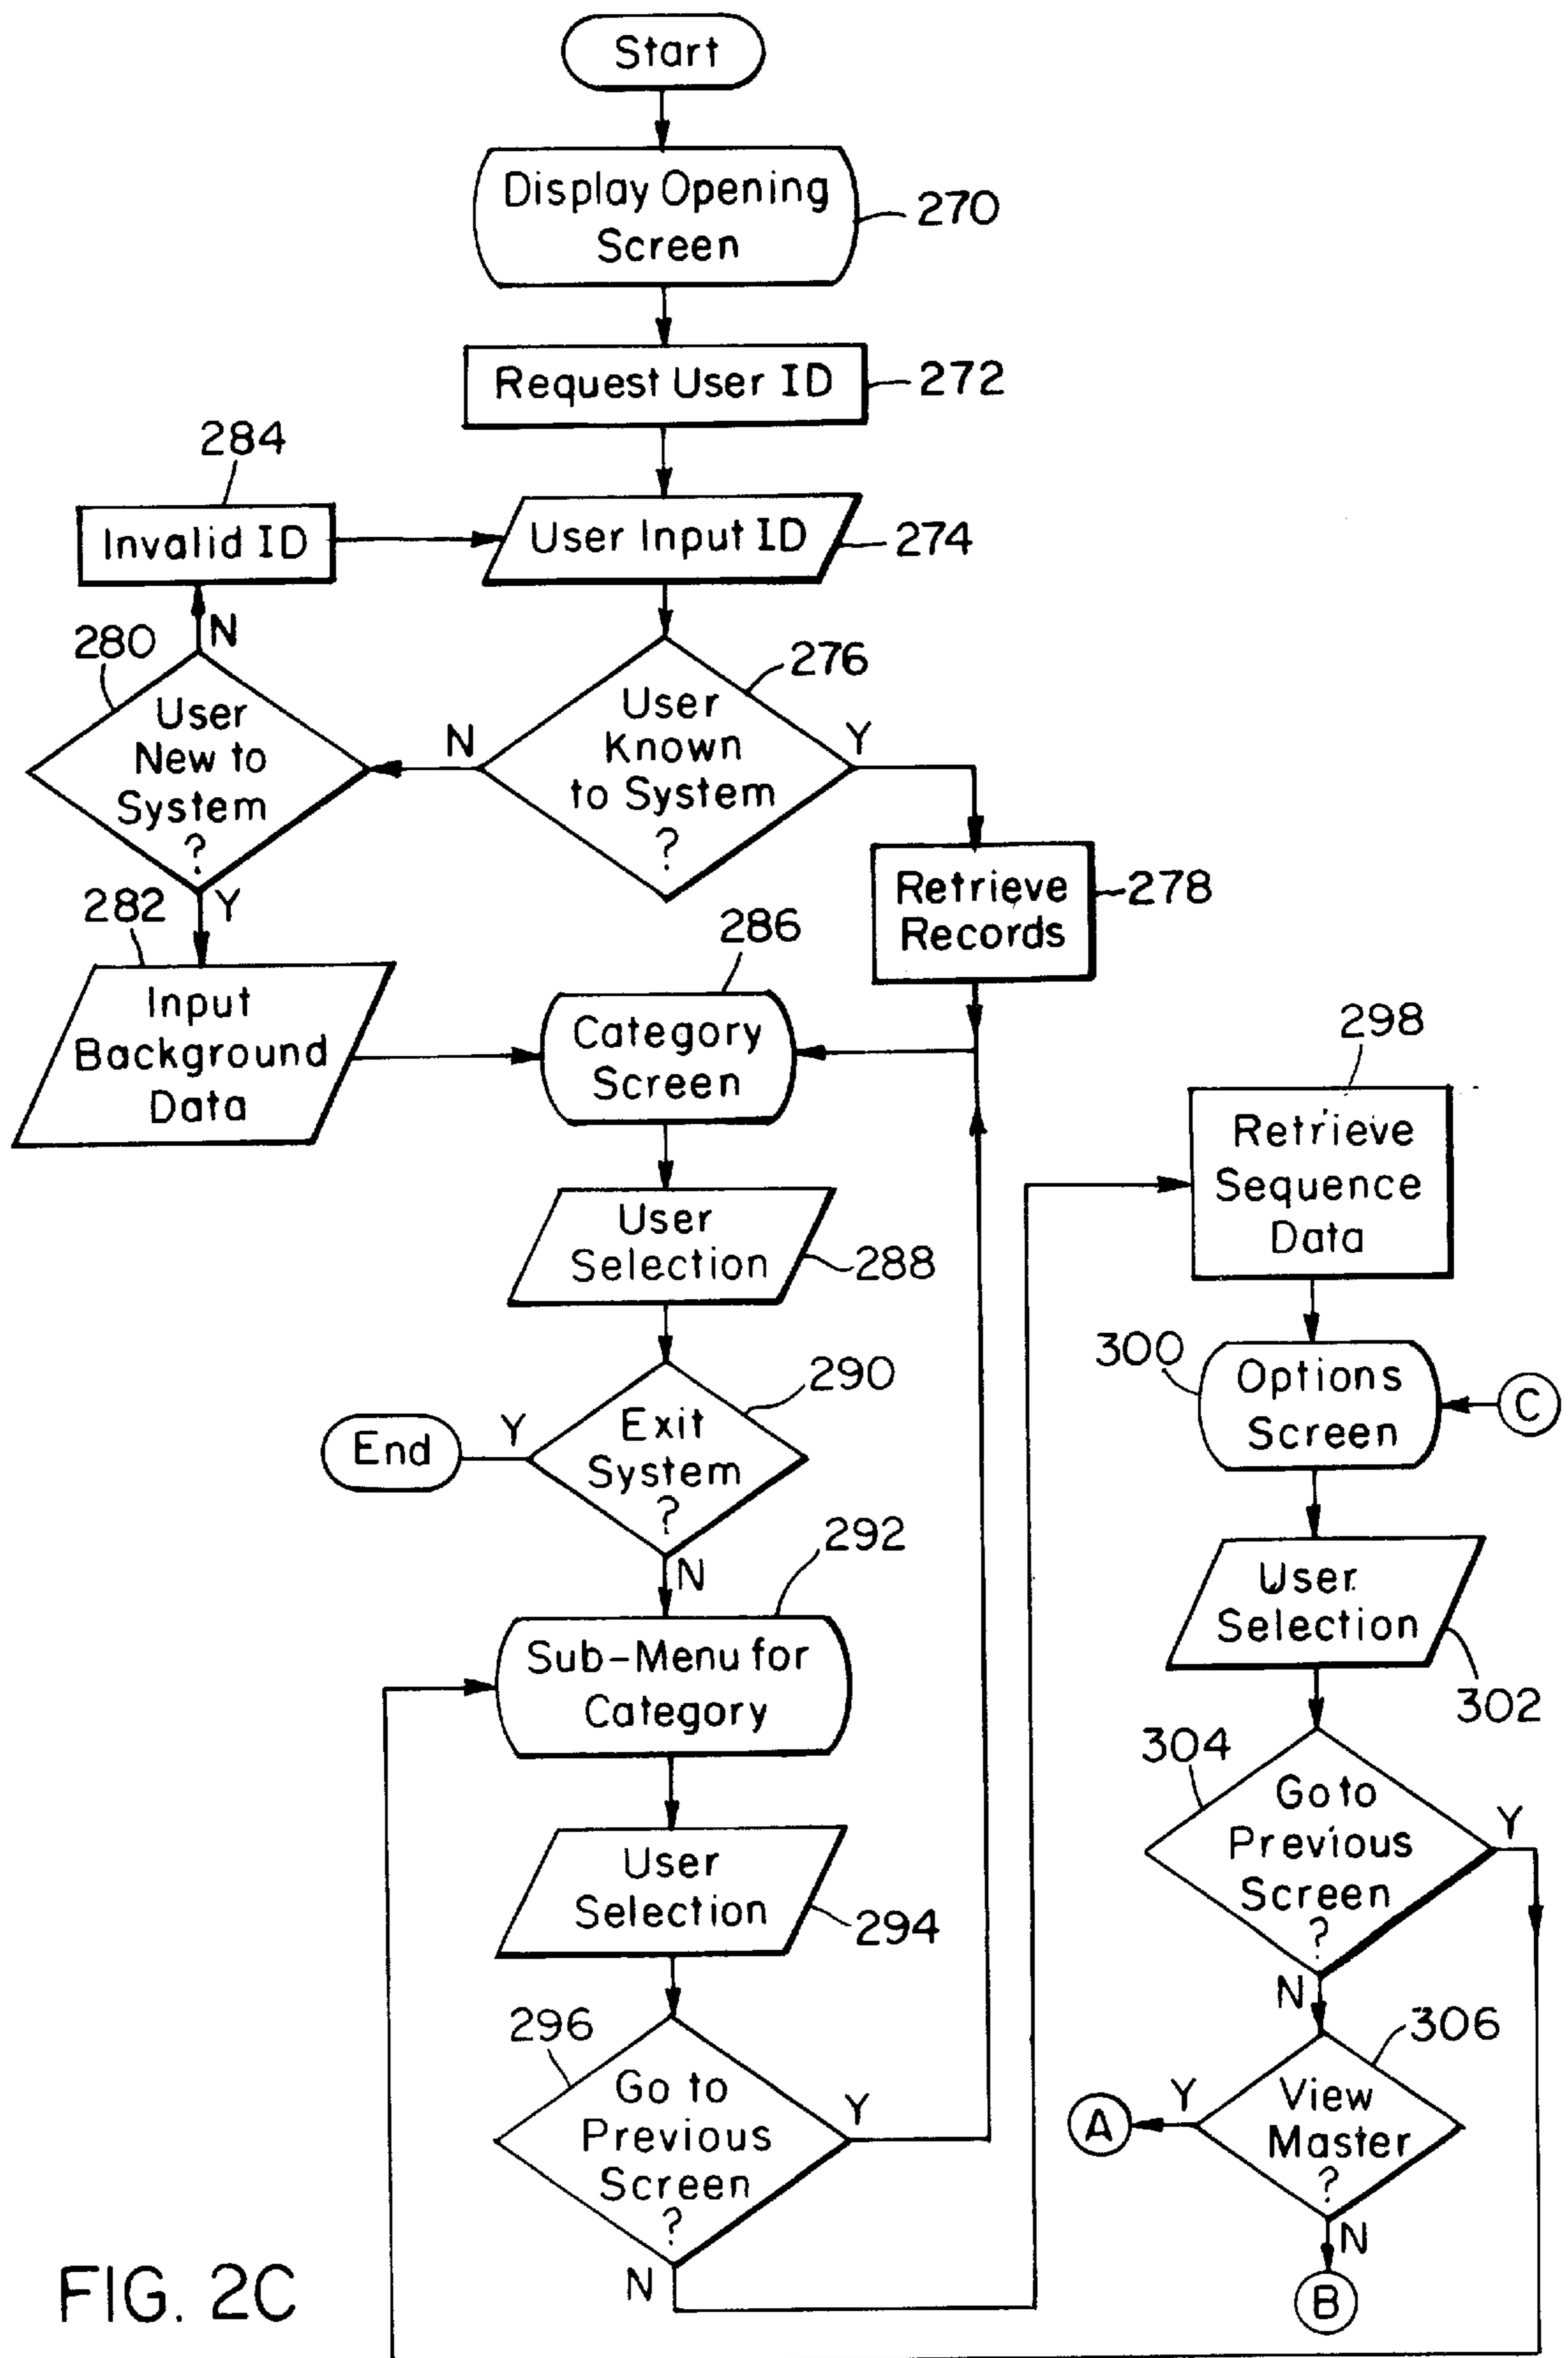 Start
Display Opening
Screen
270
Request User ID
272
284
Invalid ID
User Input ID
274
280
N
User
New to
System
?
Y
276
User
Known
to System
?
N
Y
Retrieve
Records
278
282
Input
Background
Data
286
Category
Screen
User
Selection
288
290
Exit
System
?
Y
End
N
292
Sub-Menu for
Category
User
Selection
294
296
Go to
Previous
Screen
?
Y
N
298
Retrieve
Sequence
Data
300
Options
Screen
C
User
Selection
302
304
Go to
Previous
Screen
?
Y
N
306
View
Master
?
Y
A
N
B
FIG. 2C